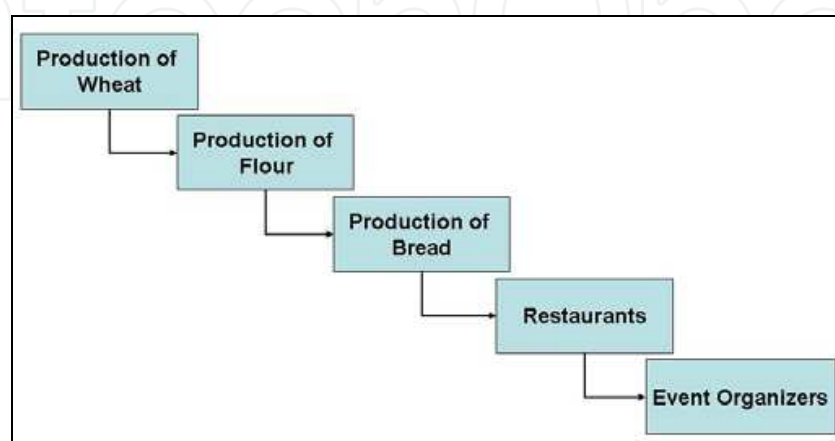 Production of
Wheat
Production of
Flour
Production of
Bread
Restaurants
Event Organizers